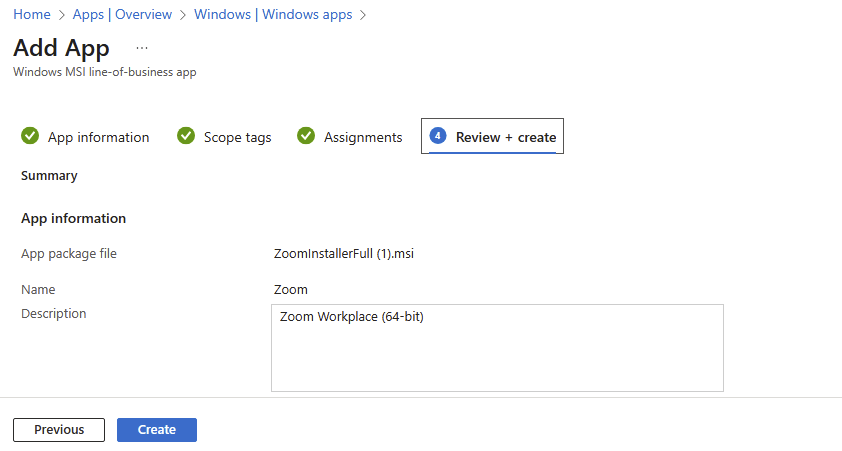 Home > Apps | Overview > Windows | Windows apps >
Add App ...
Windows MSI line-of-business app
App information Scope tags Assignments 4 Review + create
Summary
App information
App package file ZoomInstallerFull (1).msi
Name Zoom
Description Zoom Workplace (64-bit)
Previous Create